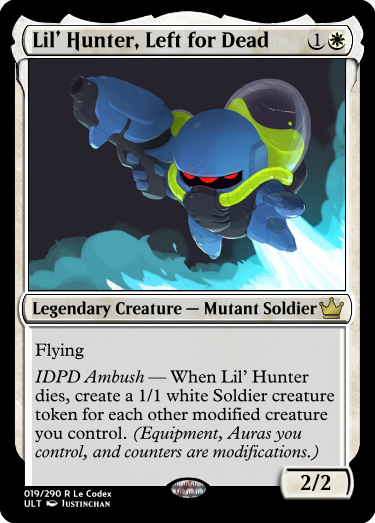 Lil' Hunter, Left for Dead 1
Legendary Creature — Mutant Soldier
Flying
IDPD Ambush — When Lil' Hunter
dies, create a 1/1 white Soldier creature
token for each other modified creature
you control. (Equipment, Auras you
control, and counters are modifications.)
2/2
019/290 R Le Codex
ULT JUSTINCHAN